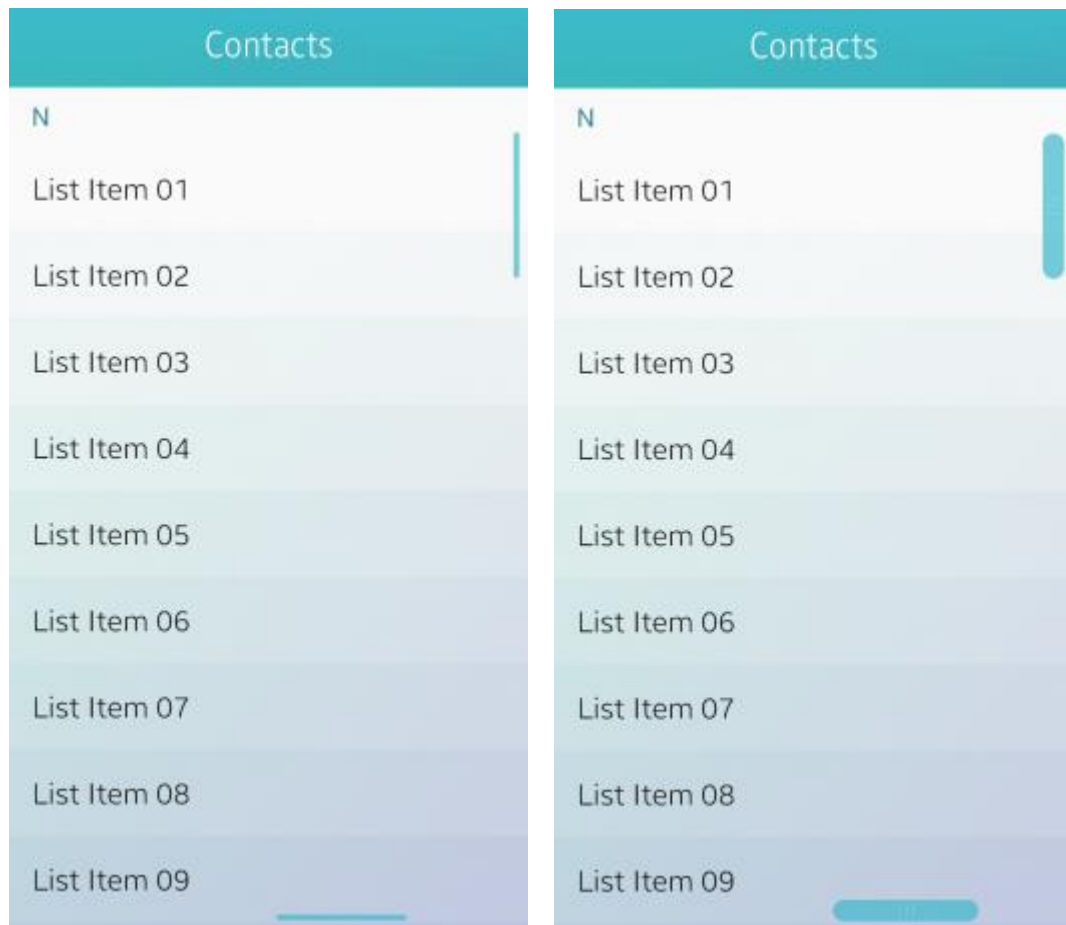 Contacts
N
List Item 01
List Item 02
List Item 03
List Item 04
List Item 05
List Item 06
List Item 07
List Item 08
List Item 09
Contacts
N
List Item 01
List Item 02
List Item 03
List Item 04
List Item 05
List Item 06
List Item 07
List Item 08
List Item 09